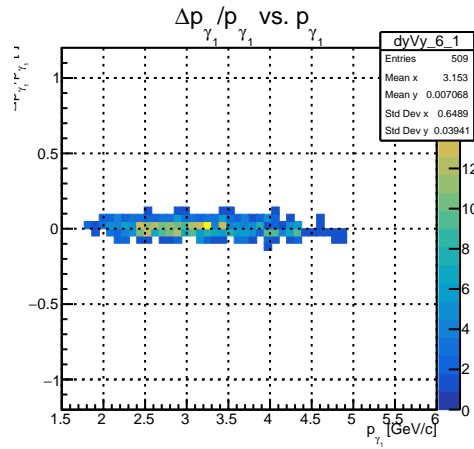 Δp_γ₁/p_γ₁ vs. p_γ₁
dyVy_6_1
Entries 509
Mean x 3.153
Mean y 0.007068
Std Dev x 0.6489
Std Dev y 0.03941
1
0.5
0
−0.5
−1
12
10
8
6
4
2
0
1.5 2 2.5 3 3.5 4 4.5 5 5.5 6
p_γ₁ [GeV/c]